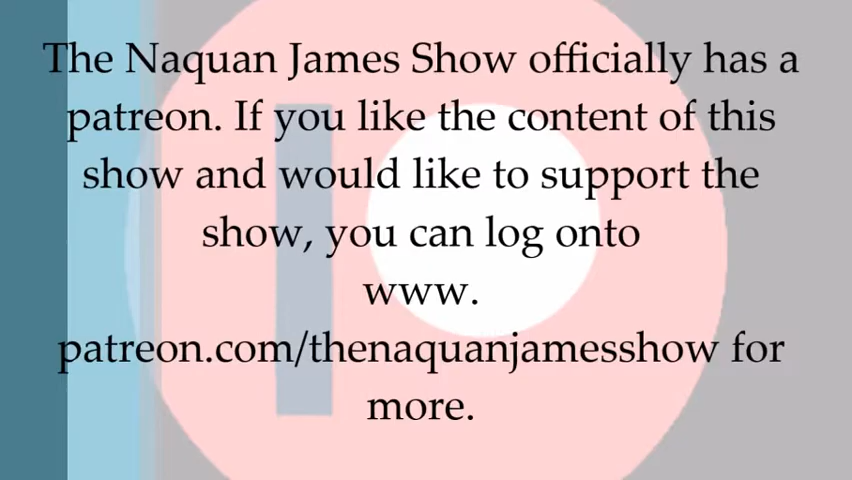 The Naquan James Show officially has a
patreon. If you like the content of this
show and would like to support the
show, you can log onto
www.
patreon.com/thenaquanjamesshow for
more.